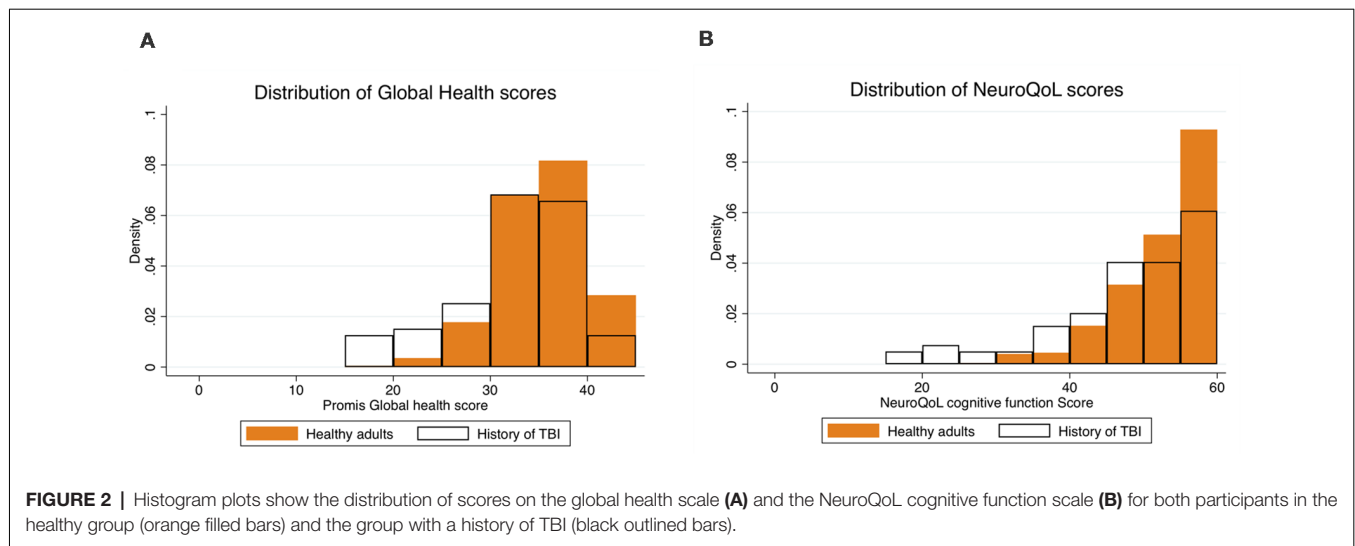 A
B
Distribution of Global Health scores
Distribution of NeuroQoL scores
Density
0
.02
.04
.06
.08
.1
0
10
20
30
40
Promis Global health score
Healthy adults
History of TBI
Density
0
.02
.04
.06
.08
.1
0
20
40
60
NeuroQoL cognitive function Score
Healthy adults
History of TBI
FIGURE 2 | Histogram plots show the distribution of scores on the global health scale (A) and the NeuroQoL cognitive function scale (B) for both participants in the
healthy group (orange filled bars) and the group with a history of TBI (black outlined bars).